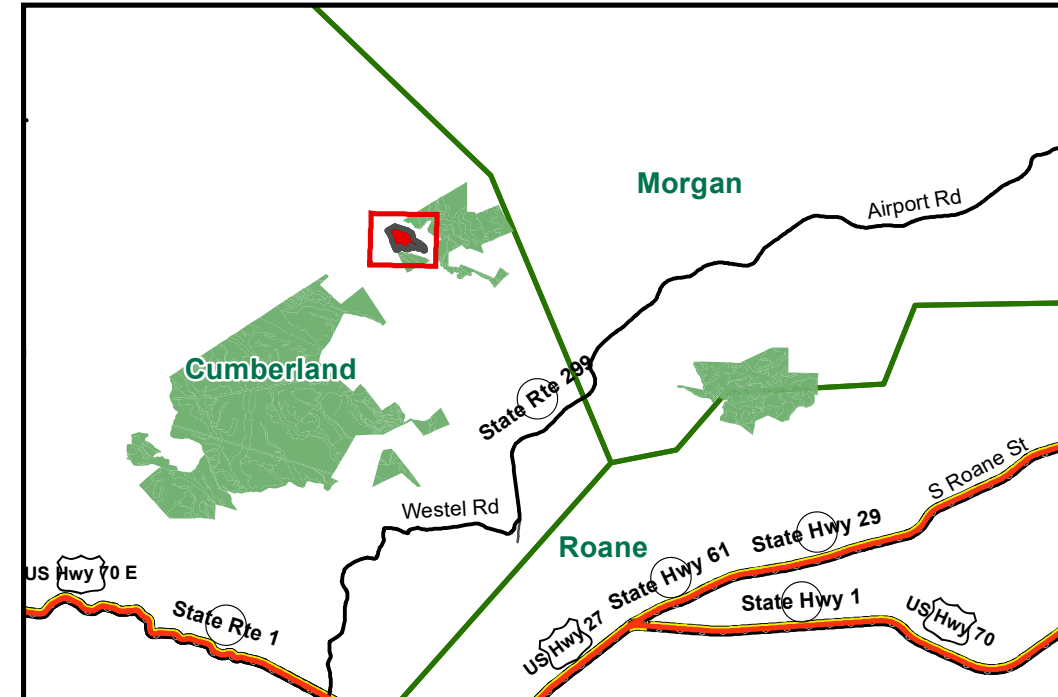 Morgan
Airport Rd
Cumberland
State Rte 299
Westel Rd
S Roane St
Roane
State Hwy 29
State Hwy 61
US Hwy 70 E
State Rte 1
State Hwy 1
US Hwy 27
US Hwy 70